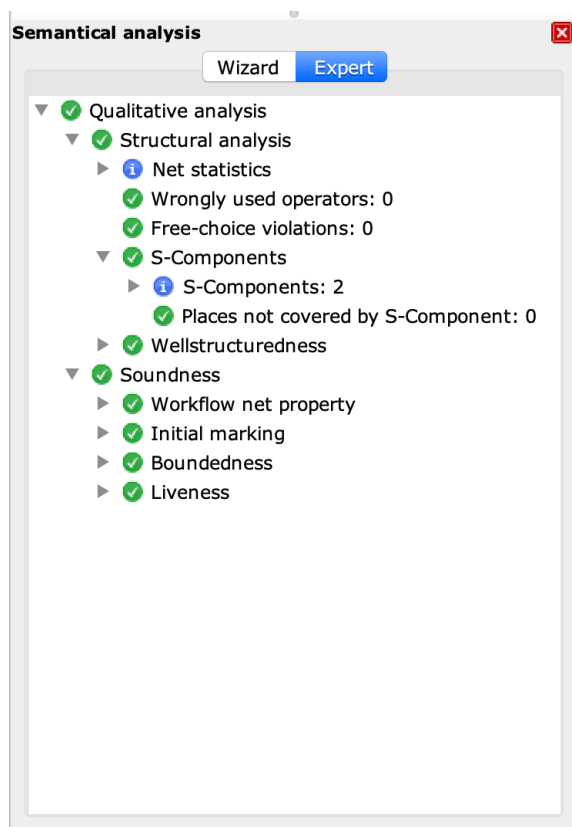 Semantical analysis
Wizard Expert
Qualitative analysis
Structural analysis
Net statistics
Wrongly used operators: 0
Free-choice violations: 0
S-Components
S-Components: 2
Places not covered by S-Component: 0
Wellstructuredness
Soundness
Workflow net property
Initial marking
Boundedness
Liveness